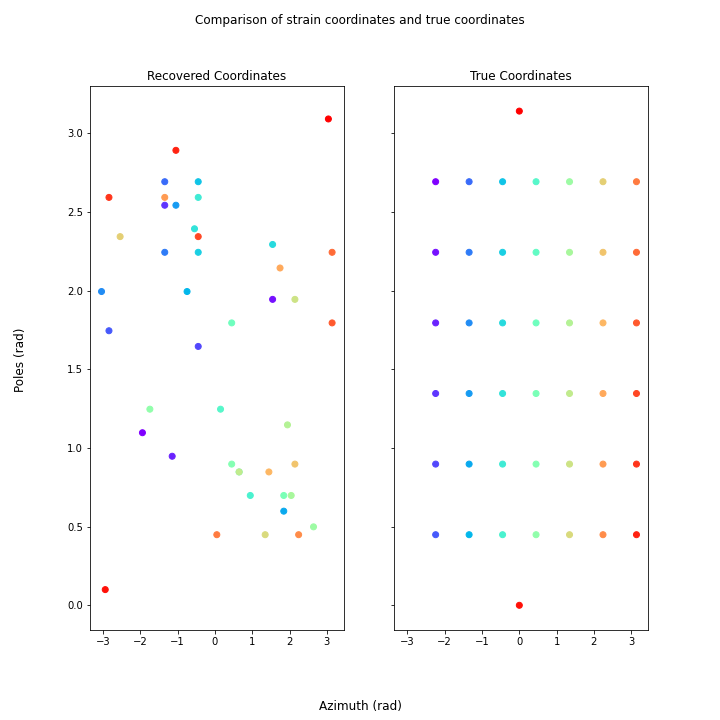 Comparison of strain coordinates and true coordinates
Recovered Coordinates
True Coordinates
3.0
2.5
2.0
1.5
1.0
0.5
0.0
Poles (rad)
−3 −2 −1 0 1 2 3
−3 −2 −1 0 1 2 3
Azimuth (rad)